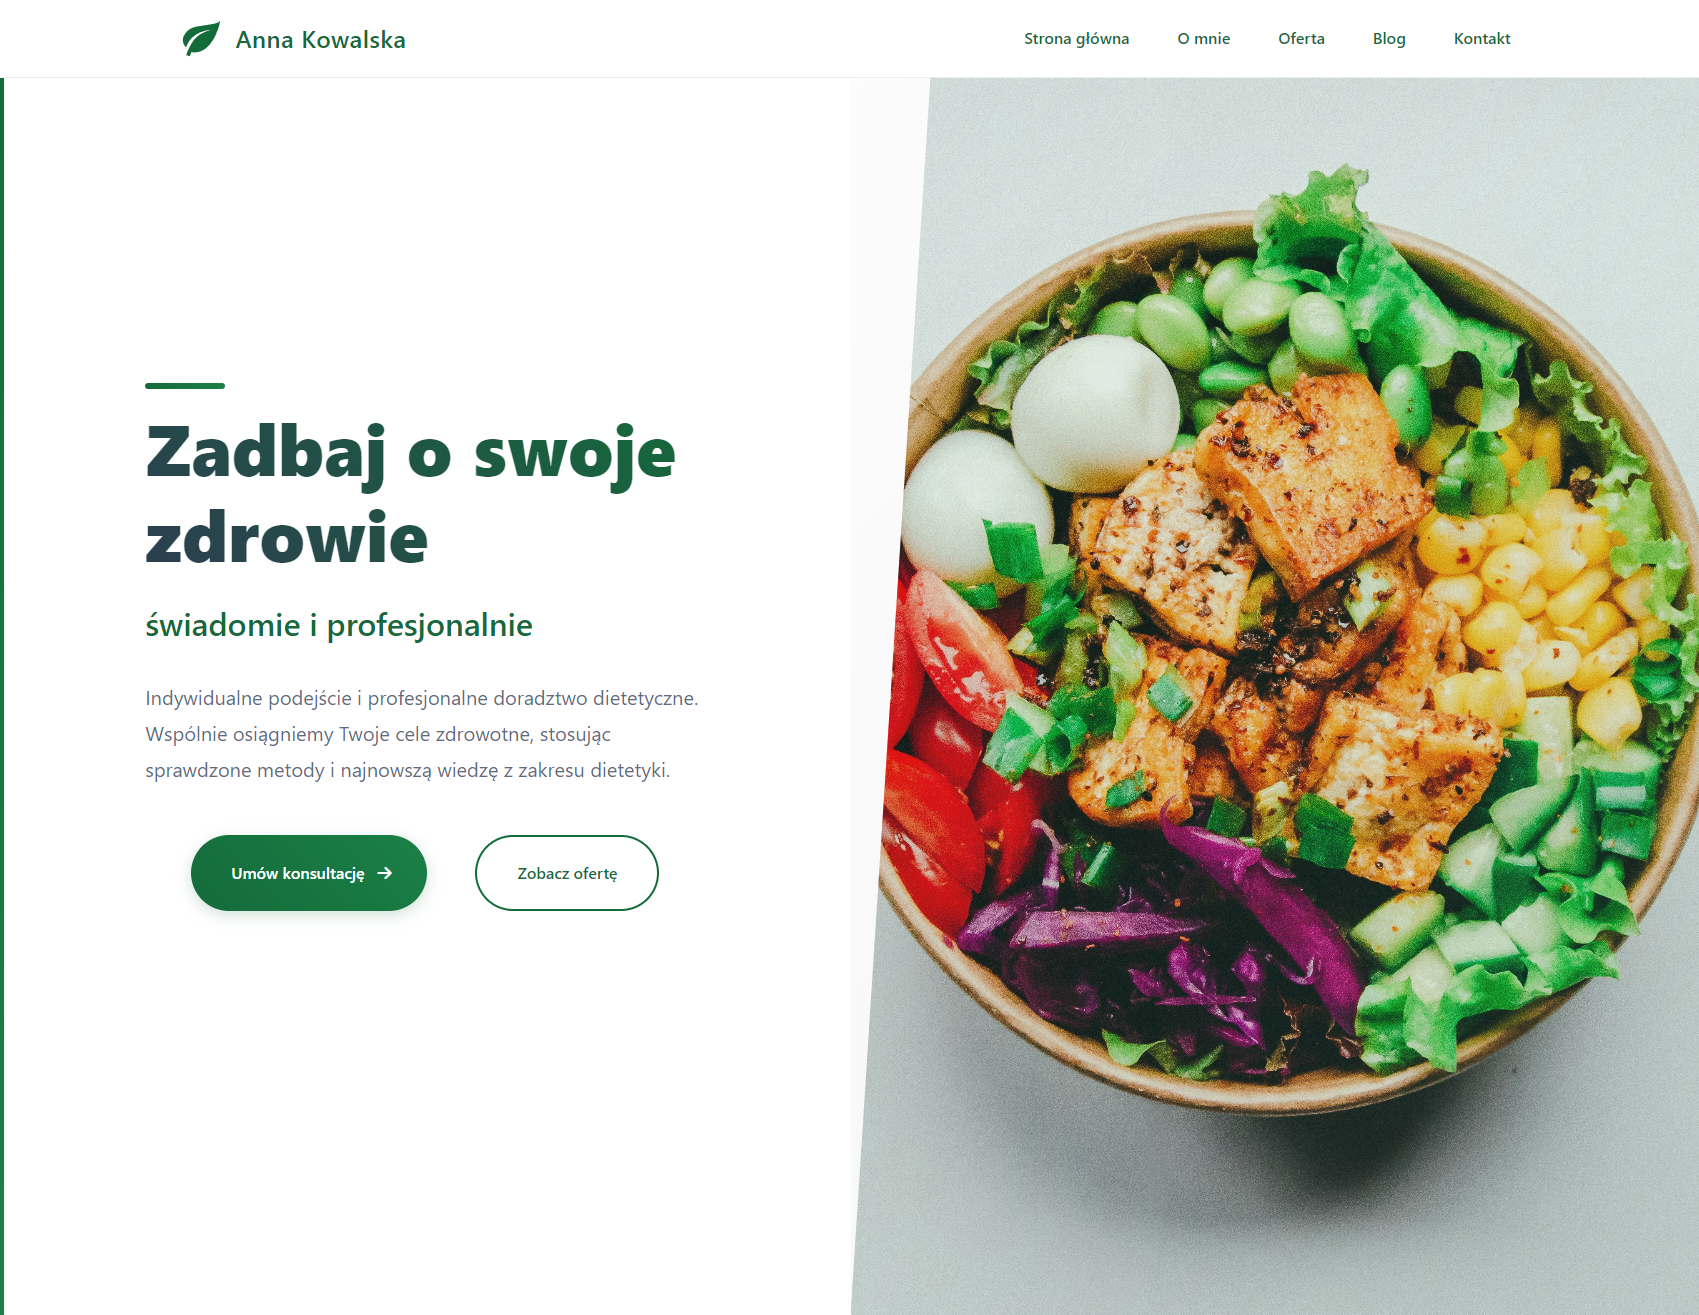 Anna Kowalska
Strona główna
O mnie
Oferta
Blog
Kontakt
Zadbaj o swoje
zdrowie
świadomie i profesjonalnie
Indywidualne podejście i profesjonalne doradztwo dietetyczne.
Wspólnie osiągniemy Twoje cele zdrowotne, stosując
sprawdzone metody i najnowszą wiedzę z zakresu dietetyki.
Umów konsultację →
Zobacz ofertę